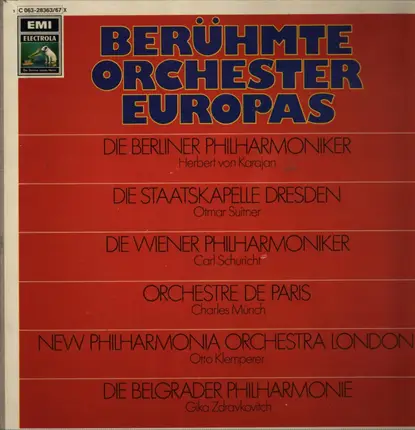 1 C 063-28363/67 X
EMI
ELECTROLA
BERÜHMTE
ORCHESTER
EUROPAS
DIE BERLINER PHILHARMONIKER
Herbert von Karajan
DIE STAATSKAPELLE DRESDEN
Otmar Suitner
DIE WIENER PHILHARMONIKER
Carl Schuricht
ORCHESTRE DE PARIS
Charles Münch
NEW PHILHARMONIA ORCHESTRA LONDON
Otto Klemperer
DIE BELGRADER PHILHARMONIE
Gika Zdravkovitch